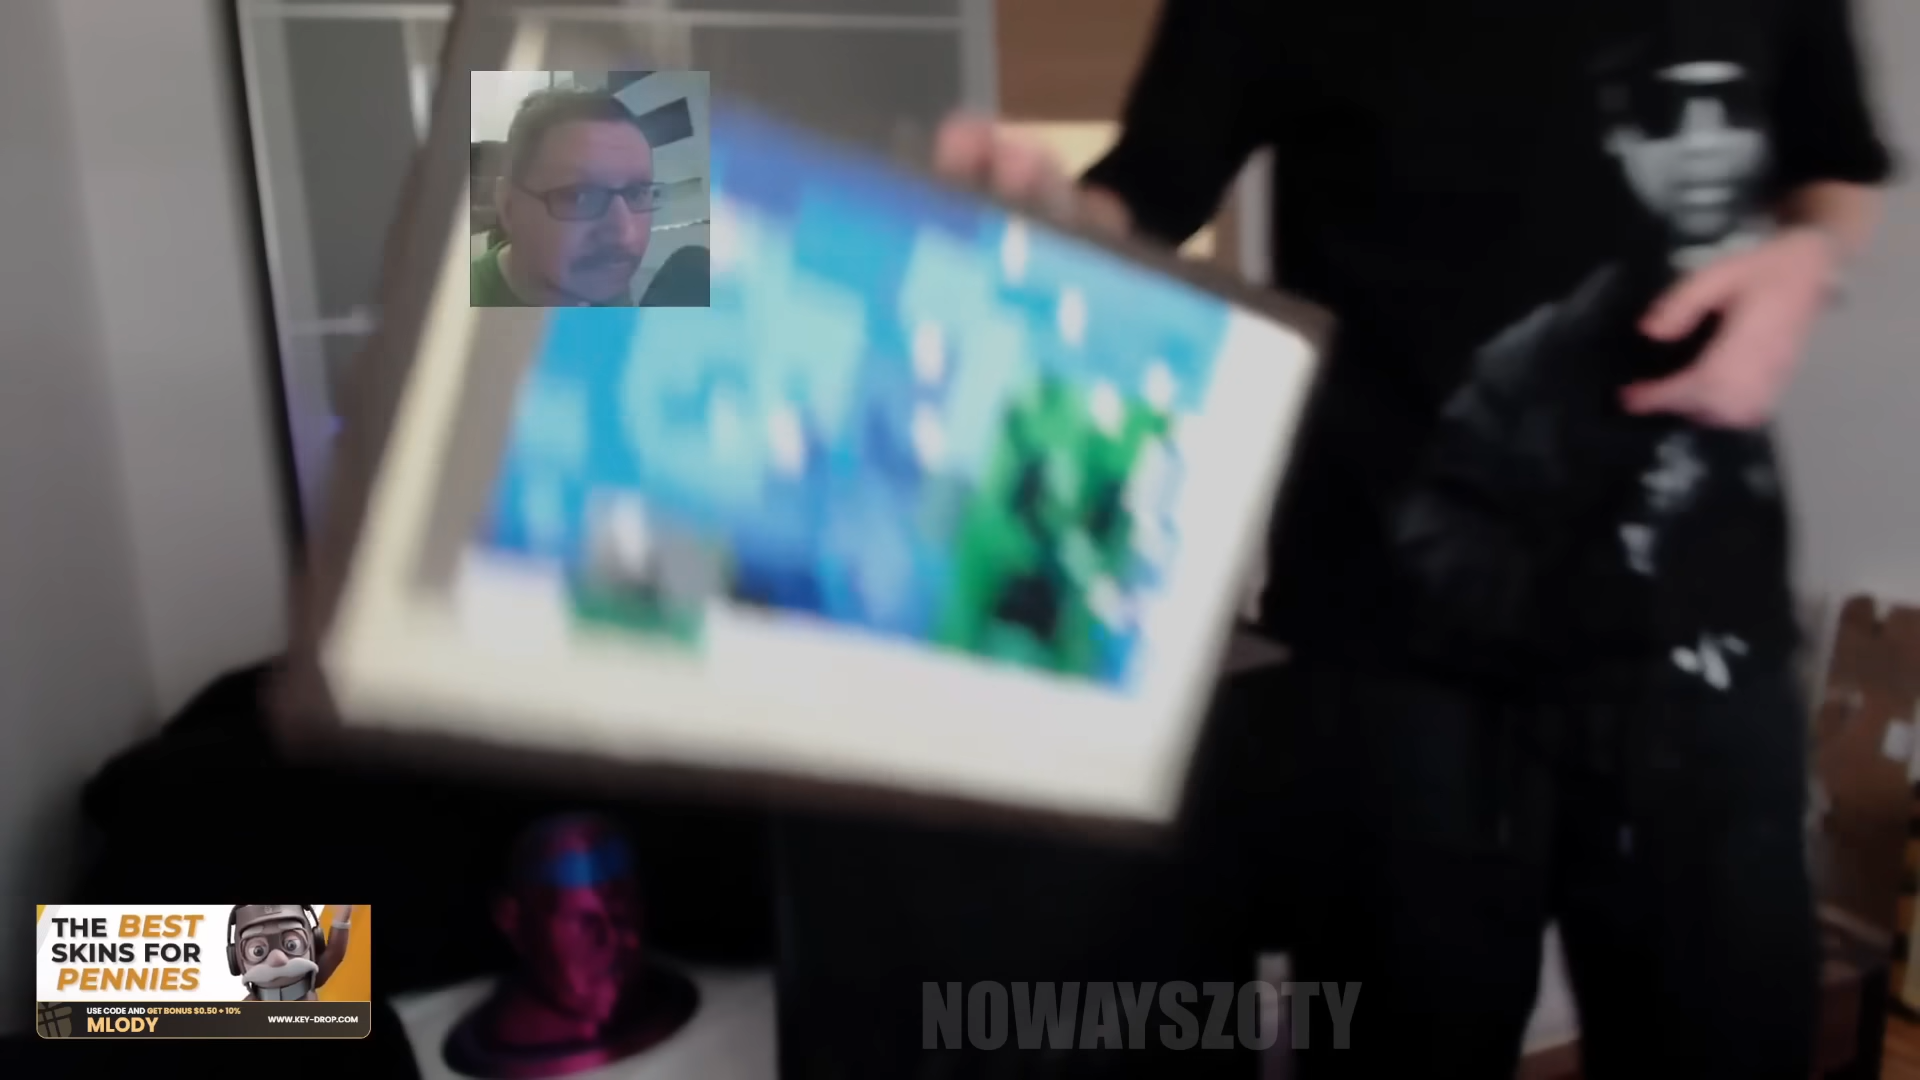 THE BEST
SKINS FOR
PENNIES
USE CODE AND GET BONUS $0.50 + 10%
MLODY
WWW.KEY-DROP.COM
NOWAYSZOTY